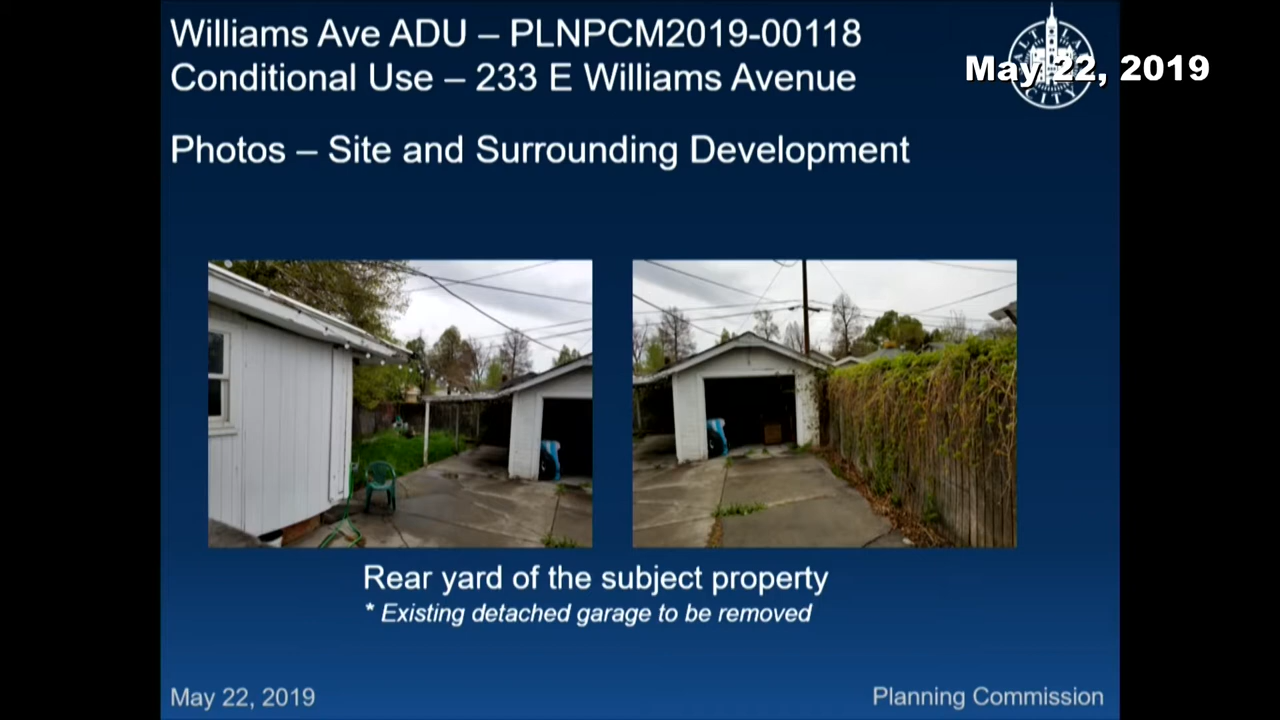 Williams Ave ADU – PLNPCM2019-00118
Conditional Use – 233 E Williams Avenue
May 22, 2019
CITY
Photos – Site and Surrounding Development
Rear yard of the subject property
* Existing detached garage to be removed
May 22, 2019
Planning Commission